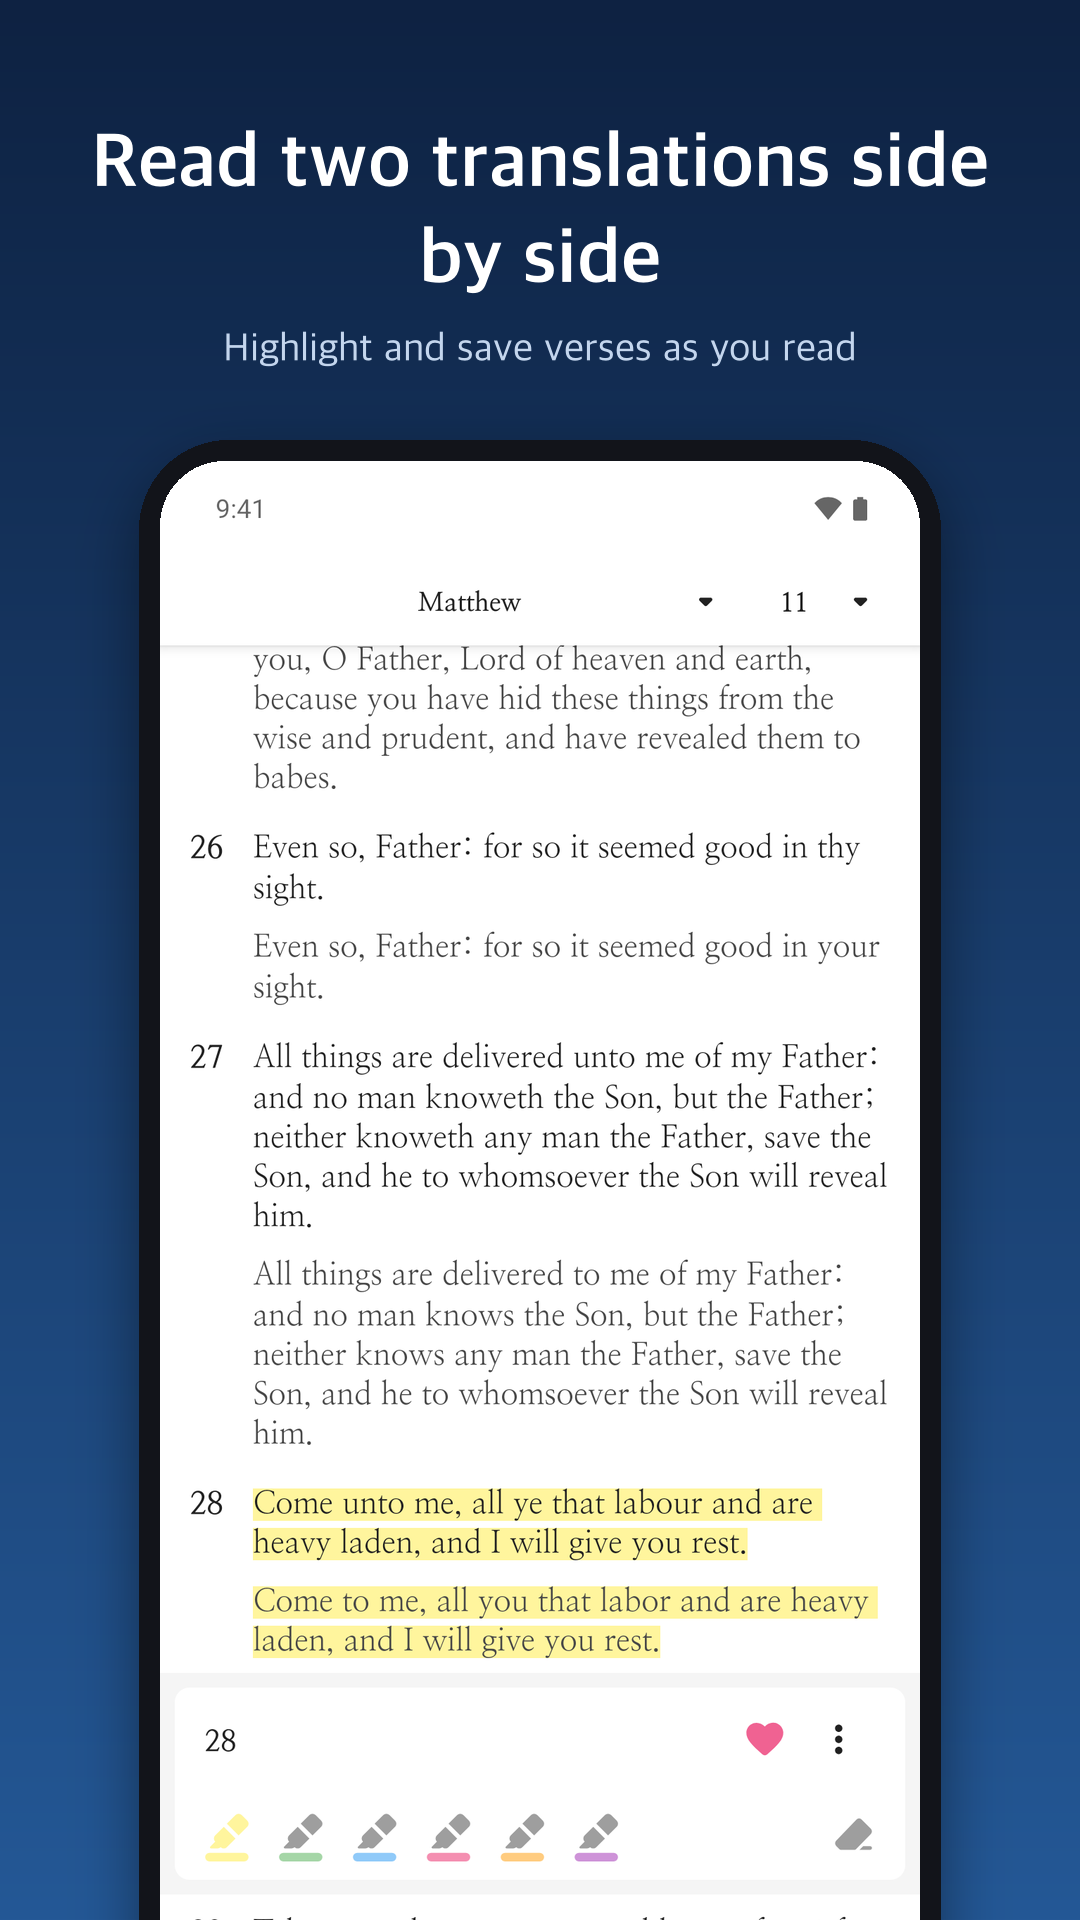 Read two translations side
by side
Highlight and save verses as you read
9:41
Matthew 11
you, O Father, Lord of heaven and earth,
because you have hid these things from the
wise and prudent, and have revealed them to
babes.
26 Even so, Father: for so it seemed good in thy
sight.
Even so, Father: for so it seemed good in your
sight.
27 All things are delivered unto me of my Father:
and no man knoweth the Son, but the Father;
neither knoweth any man the Father, save the
Son, and he to whomsoever the Son will reveal
him.
All things are delivered to me of my Father:
and no man knows the Son, but the Father;
neither knows any man the Father, save the
Son, and he to whomsoever the Son will reveal
him.
28 Come unto me, all ye that labour and are
heavy laden, and I will give you rest.
Come to me, all you that labor and are heavy
laden, and I will give you rest.
28